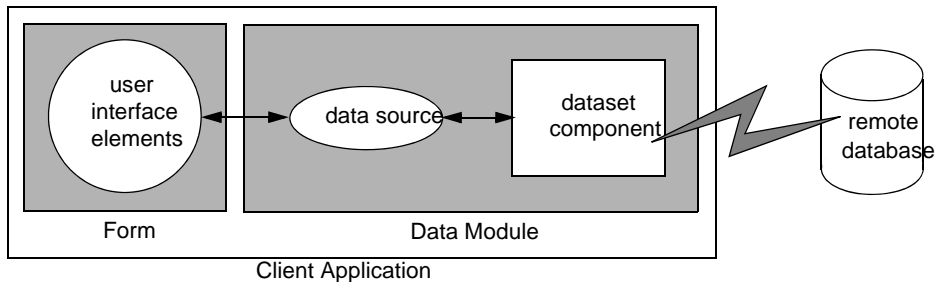 user
interface
elements
data source
dataset
component
remote
database
Form
Data Module
Client Application